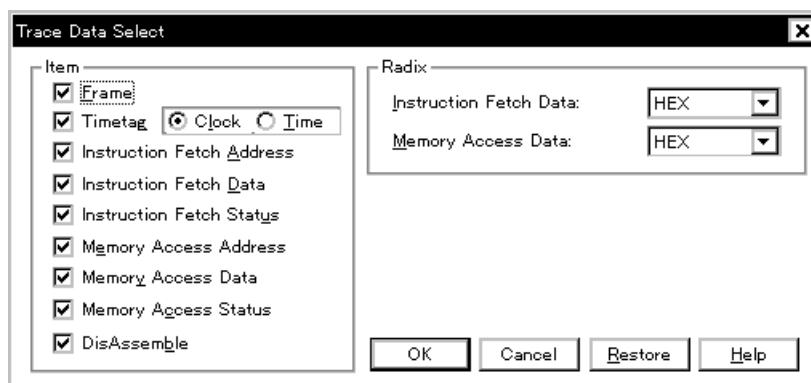 Trace Data Select
Item
Frame
Timetag Clock Time
Instruction Fetch Address
Instruction Fetch Data
Instruction Fetch Status
Memory Access Address
Memory Access Data
Memory Access Status
DisAssemble
Radix
Instruction Fetch Data: HEX
Memory Access Data: HEX
OK Cancel Restore Help